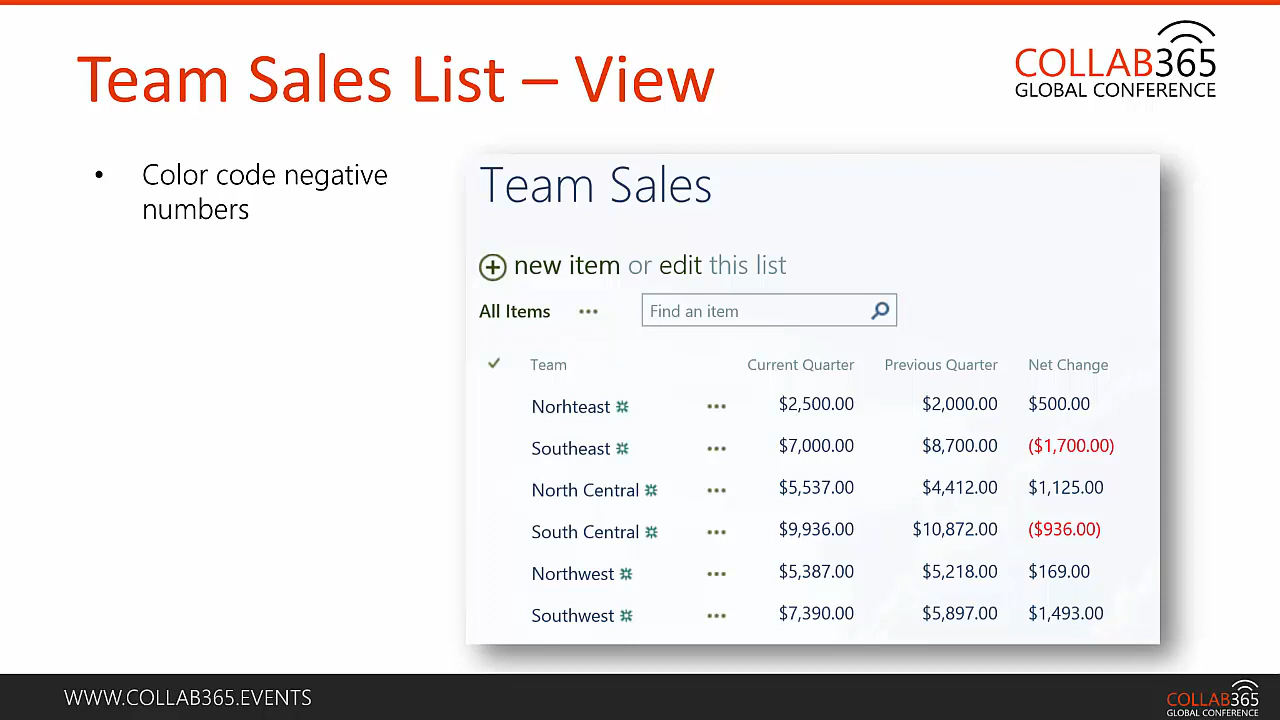 Team Sales List – View
COLLAB365
GLOBAL CONFERENCE
• Color code negative
numbers
Team Sales
new item or edit this list
All Items ••• Find an item
Team Current Quarter Previous Quarter Net Change
Norhteast ••• $2,500.00 $2,000.00 $500.00
Southeast ••• $7,000.00 $8,700.00 ($1,700.00)
North Central ••• $5,537.00 $4,412.00 $1,125.00
South Central ••• $9,936.00 $10,872.00 ($936.00)
Northwest ••• $5,387.00 $5,218.00 $169.00
Southwest ••• $7,390.00 $5,897.00 $1,493.00
WWW.COLLAB365.EVENTS
COLLAB365
GLOBAL CONFERENCE